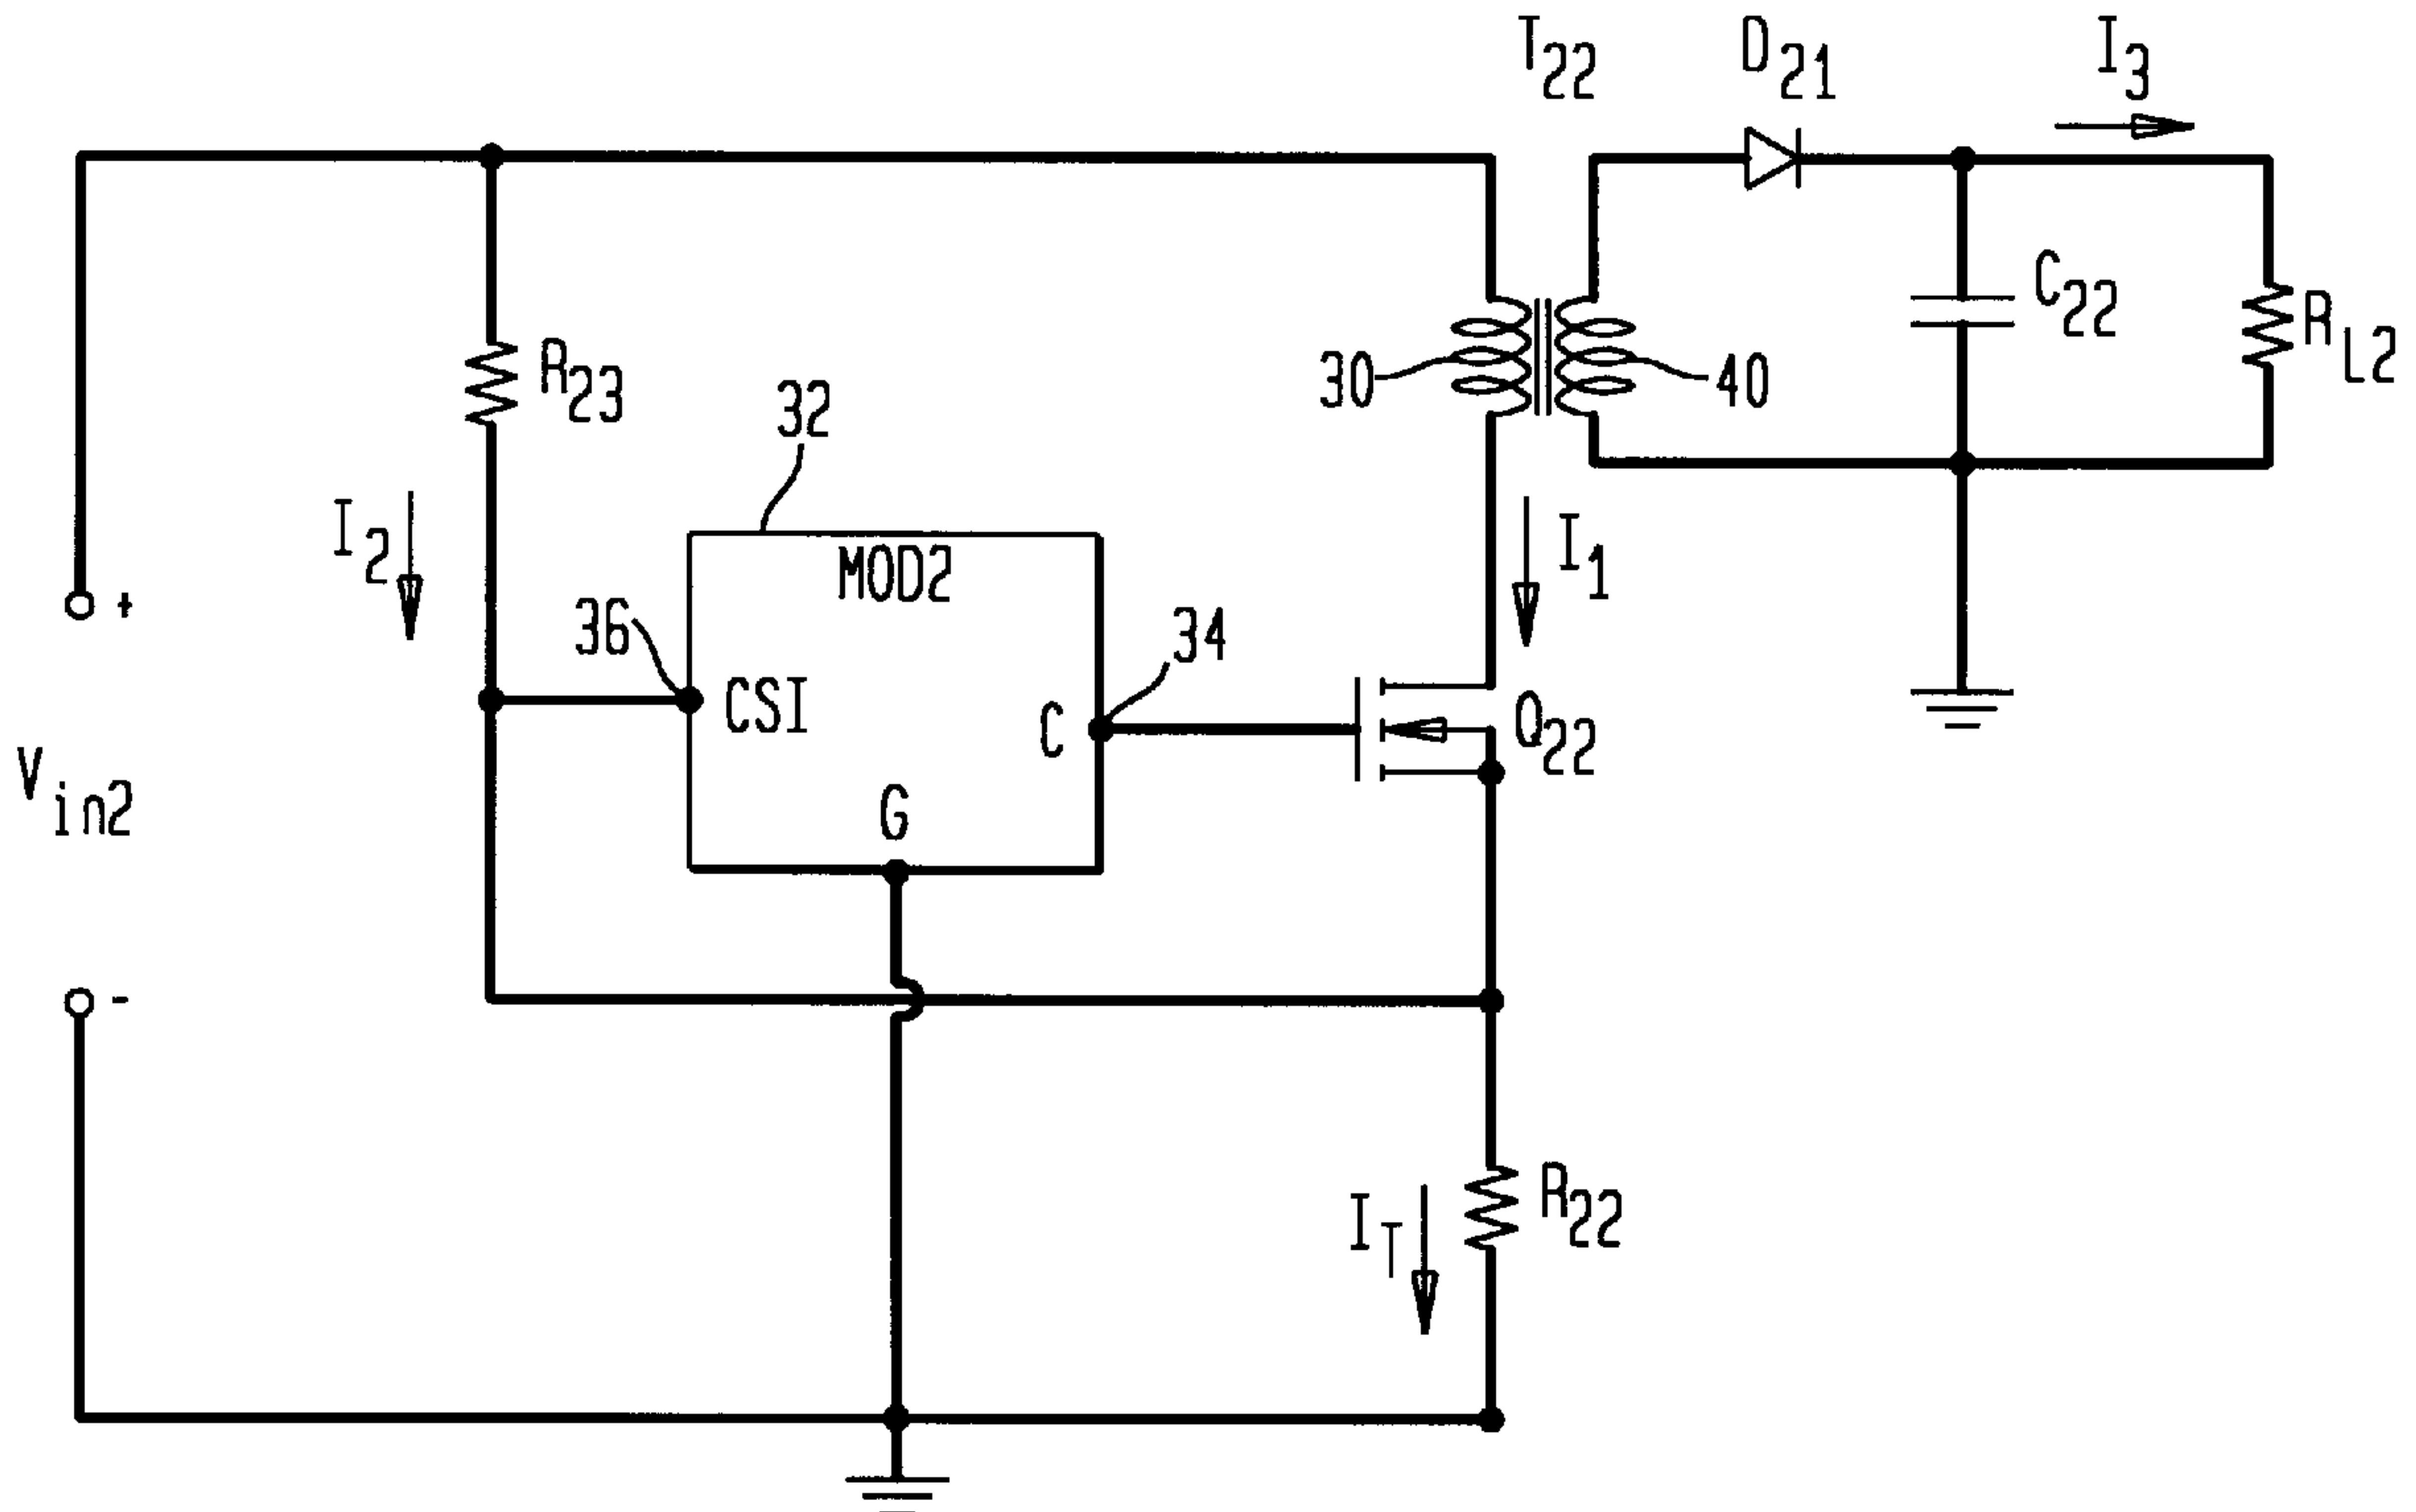 T22 D21 I3
C22
RL2
R23
30
40
32
I2
I1
MOD2
36
34
CSI
C
Q22
+
Vin2
G
-
IT
R22